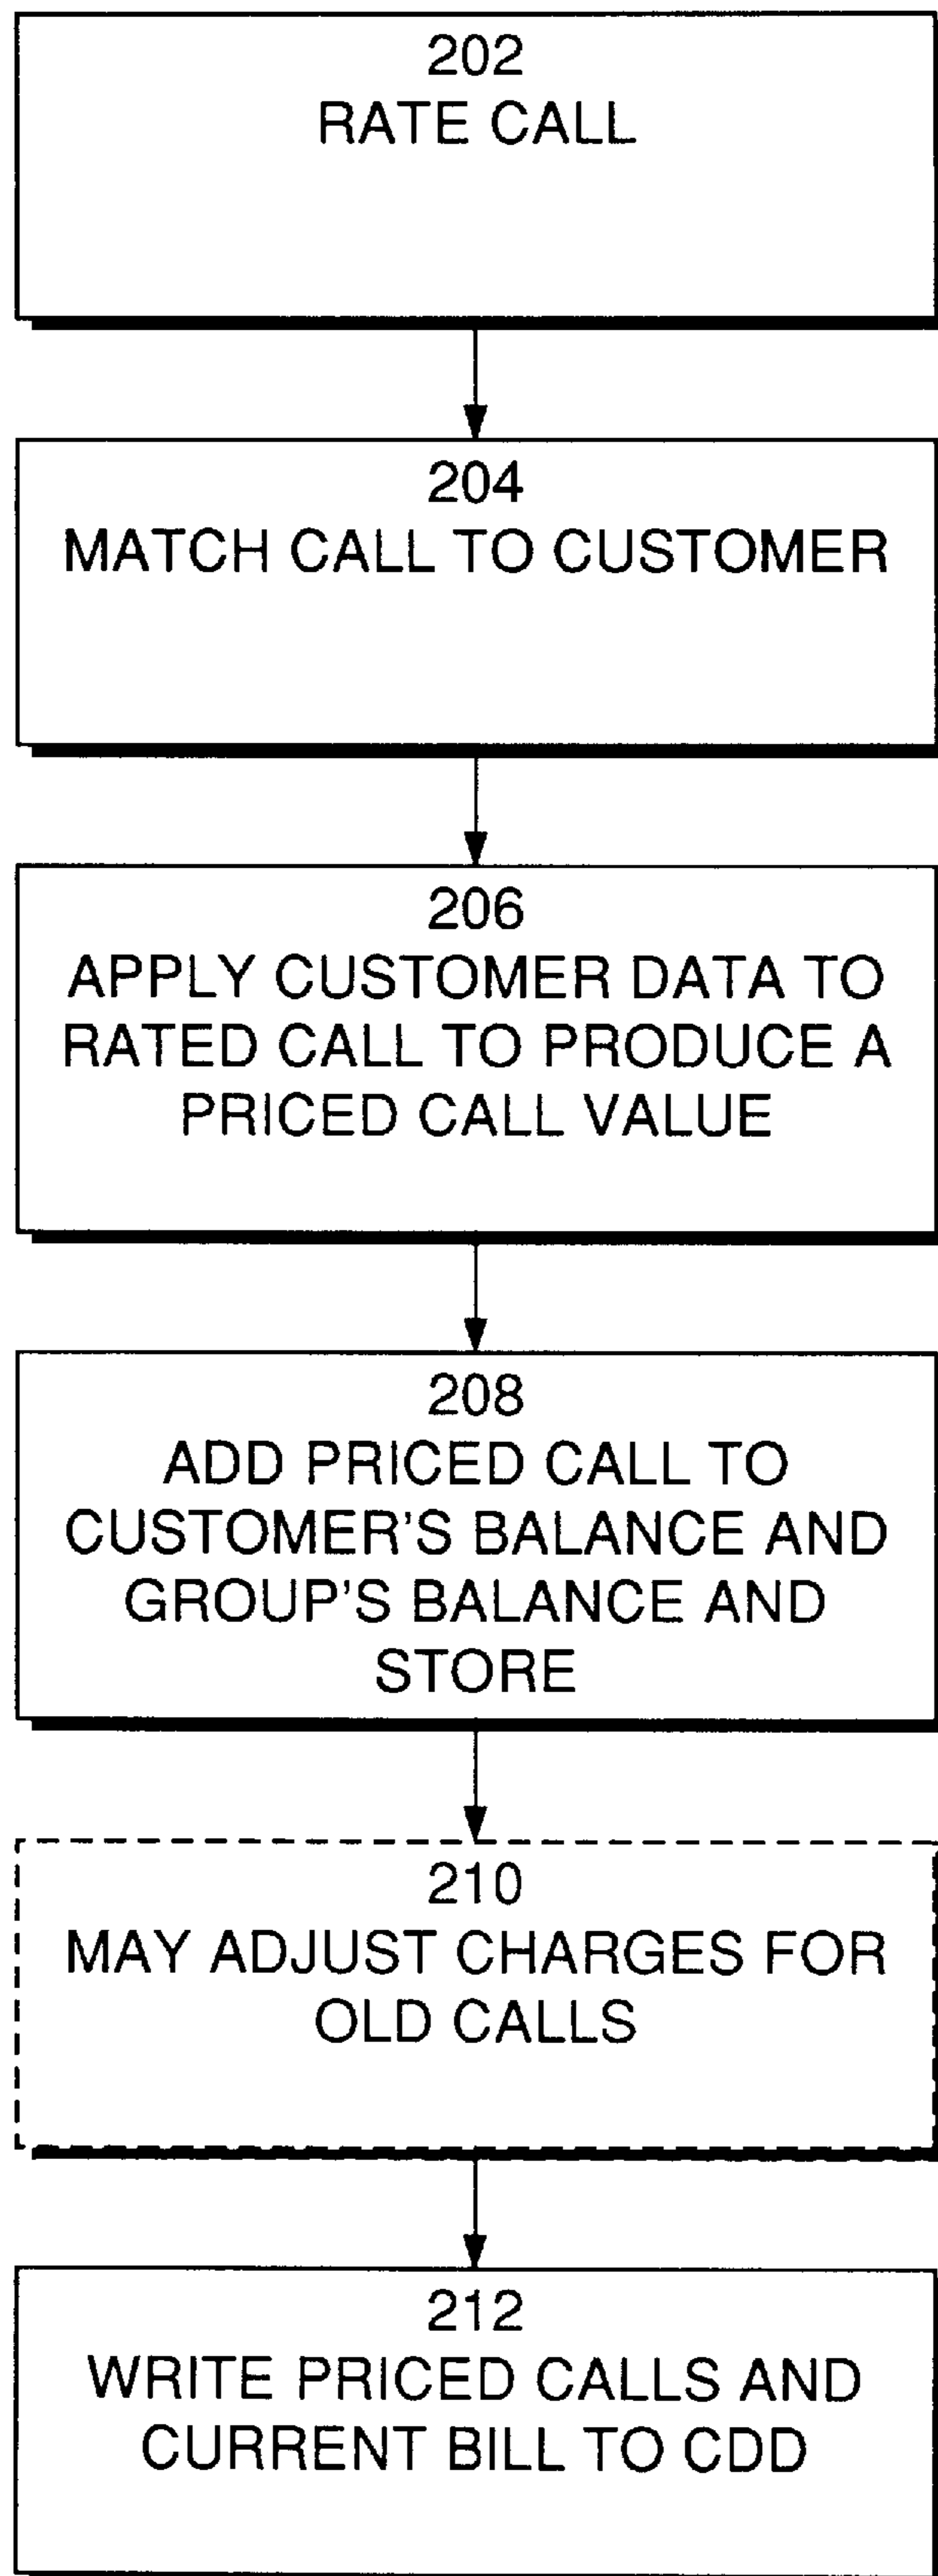 202
RATE CALL
204
MATCH CALL TO CUSTOMER
206
APPLY CUSTOMER DATA TO
RATED CALL TO PRODUCE A
PRICED CALL VALUE
208
ADD PRICED CALL TO
CUSTOMER'S BALANCE AND
GROUP'S BALANCE AND
STORE
210
MAY ADJUST CHARGES FOR
OLD CALLS
212
WRITE PRICED CALLS AND
CURRENT BILL TO CDD